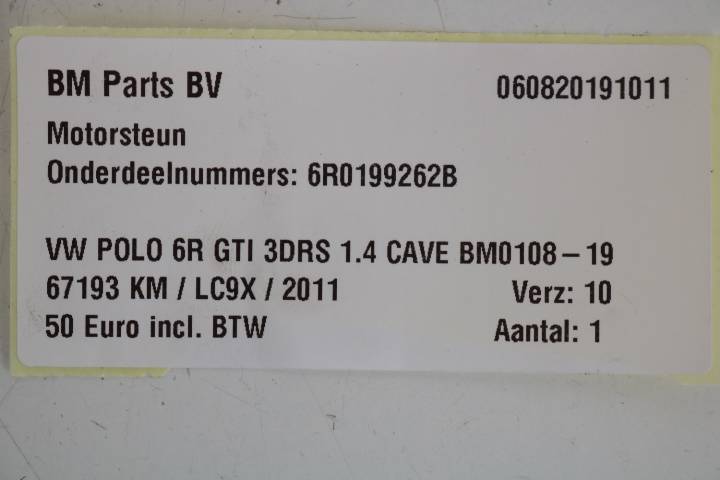 BM Parts BV 060820191011
Motorsteun
Onderdeelnummers: 6R0199262B
VW POLO 6R GTI 3DRS 1.4 CAVE BM0108-19
67193 KM / LC9X / 2011 Verz: 10
50 Euro incl. BTW Aantal: 1